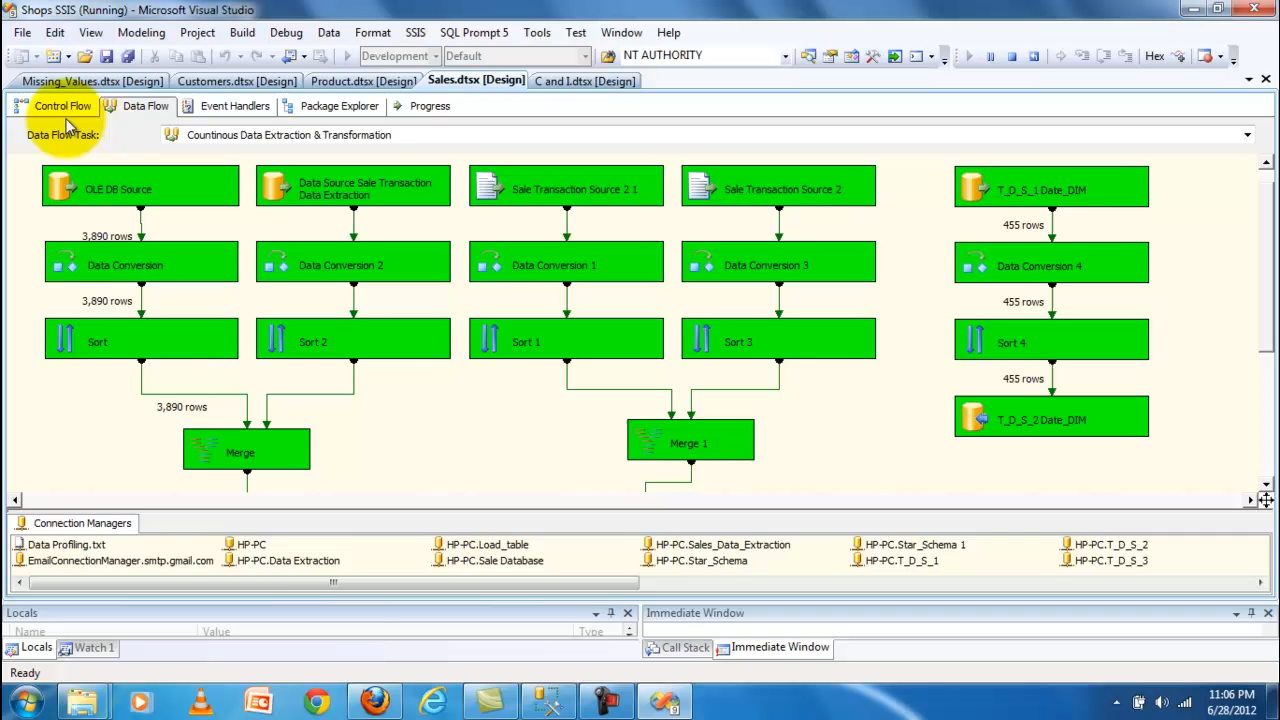 Shops SSIS (Running) - Microsoft Visual Studio
File Edit View Modeling Project Build Debug Data Format SSIS SQL Prompt 5 Tools Test Window Help
Development Default NT AUTHORITY Hex
Missing_Values.dtsx [Design] Customers.dtsx [Design] Product.dtsx [Design] Sales.dtsx [Design] C and I.dtsx [Design]
Control Flow Data Flow Event Handlers Package Explorer Progress
Data Flow Task: Countinous Data Extraction & Transformation
OLE DB Source
Data Source Sale Transaction
Data Extraction
Sale Transaction Source 2 1
Sale Transaction Source 2
T_D_S_1 Date_DIM
3,890 rows
455 rows
Data Conversion
Data Conversion 2
Data Conversion 1
Data Conversion 3
Data Conversion 4
3,890 rows
455 rows
Sort
Sort 2
Sort 1
Sort 3
Sort 4
455 rows
3,890 rows
T_D_S_2 Date_DIM
Merge
Merge 1
Connection Managers
Data Profiling.txt HP-PC HP-PC.Load_table HP-PC.Sales_Data_Extraction HP-PC.Star_Schema 1 HP-PC.T_D_S_2
EmailConnectionManager.smtp.gmail.com HP-PC.Data Extraction HP-PC.Sale Database HP-PC.Star_Schema HP-PC.T_D_S_1 HP-PC.T_D_S_3
Locals Immediate Window
Name Value Type
Locals Watch 1 Call Stack Immediate Window
Ready
11:06 PM
6/28/2012